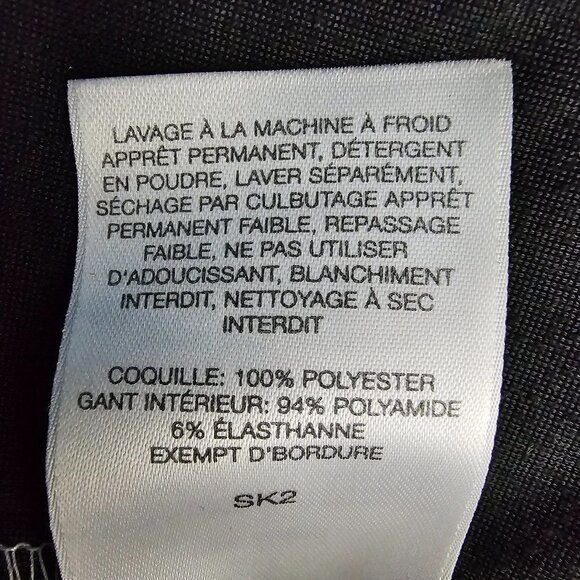 LAVAGE À LA MACHINE À FROID
APPRÊT PERMANENT, DÉTERGENT
EN POUDRE, LAVER SÉPARÉMENT,
SÉCHAGE PAR CULBUTAGE APPRÊT
PERMANENT FAIBLE, REPASSAGE
FAIBLE, NE PAS UTILISER
D'ADOUCISSANT, BLANCHIMENT
INTERDIT, NETTOYAGE À SEC
INTERDIT
COQUILLE: 100% POLYESTER
GANT INTÉRIEUR: 94% POLYAMIDE
6% ÉLASTHANNE
EXEMPT D'BORDURE
SK2